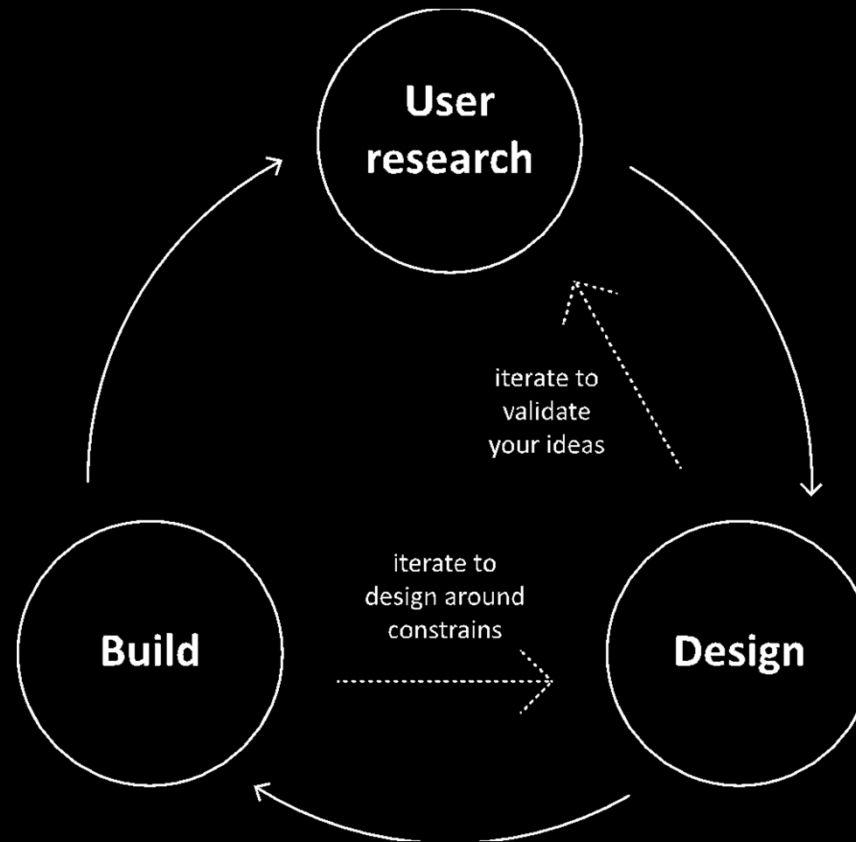 User
research
iterate to
validate
your ideas
iterate to
design around
constrains
Build
Design